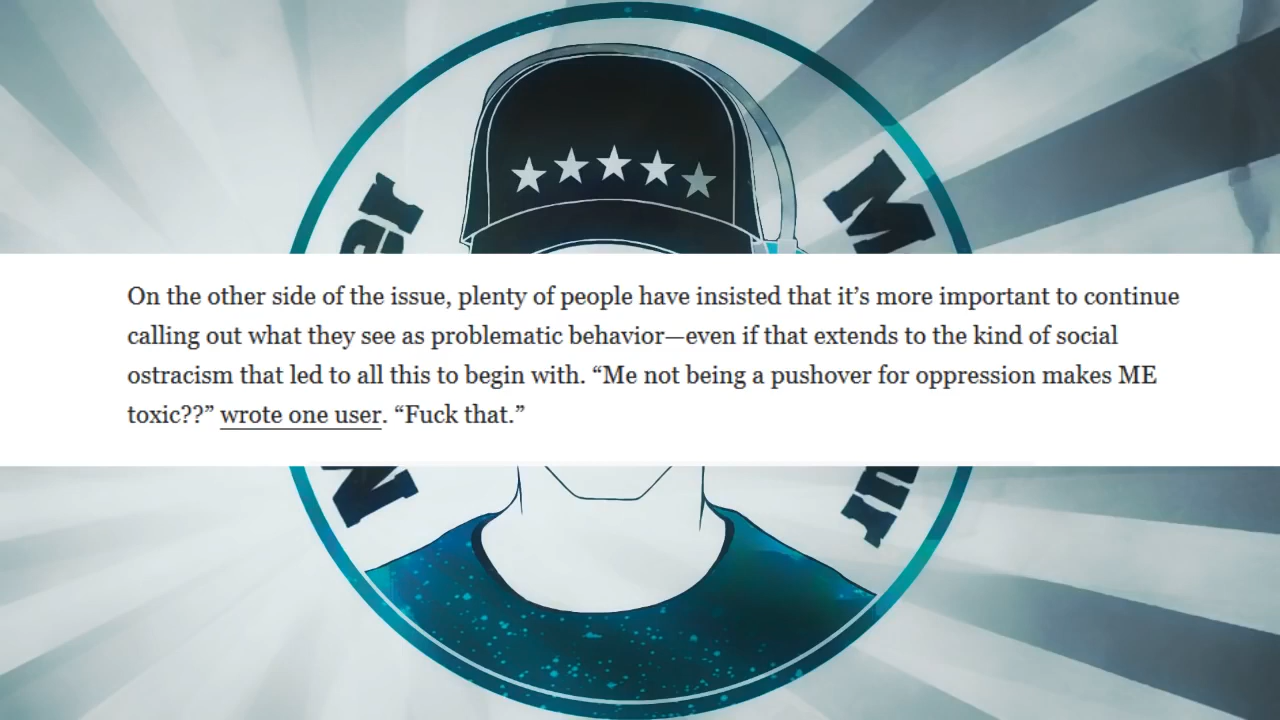 On the other side of the issue, plenty of people have insisted that it’s more important to continue
calling out what they see as problematic behavior—even if that extends to the kind of social
ostracism that led to all this to begin with. “Me not being a pushover for oppression makes ME
toxic??” wrote one user. “Fuck that.”